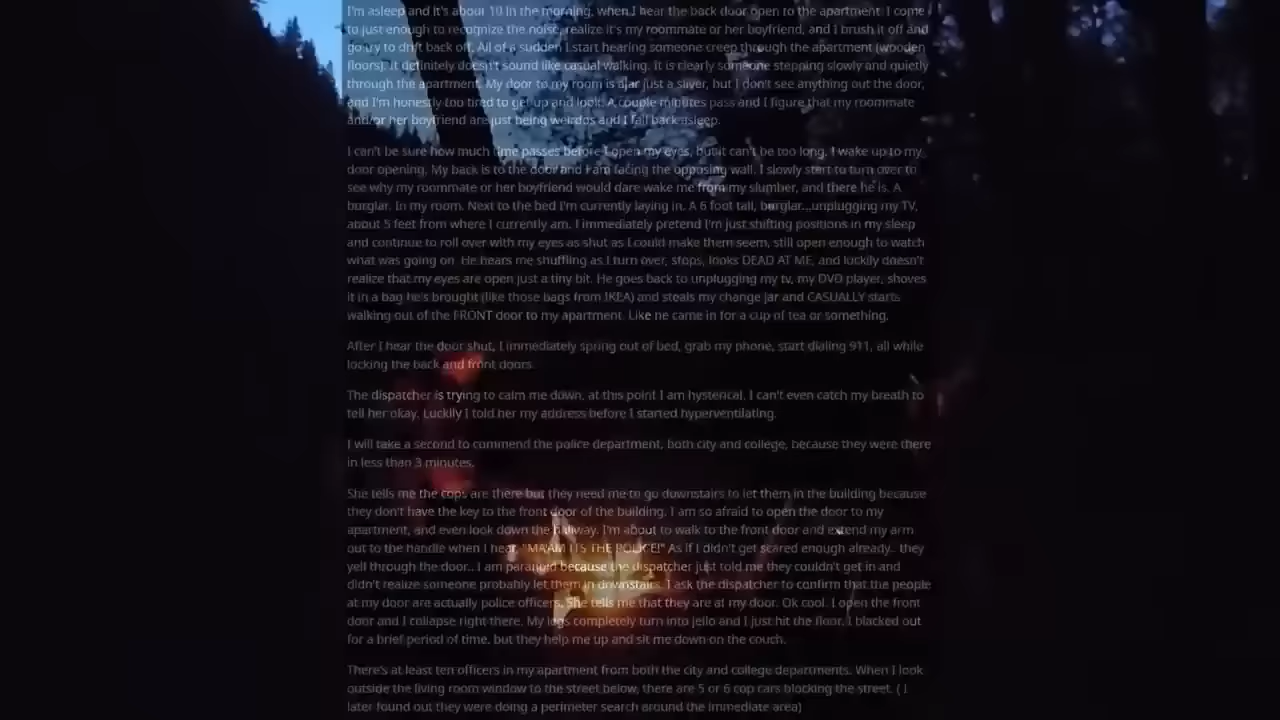 I'm asleep and it's about 10 in the morning, when I hear the back door open to the apartment. I come
to just enough to recognize the noise, realize it's my roommate or her boyfriend, and I brush it off and
go try to drift back off. All of a sudden I start hearing someone creep through the apartment (wooden
floors). It definitely doesn't sound like casual walking. It is clearly someone stepping slowly and quietly
through the apartment. My door to my room is ajar just a sliver, but I don't see anything out the door,
and I'm honestly too tired to get up and look. A couple minutes pass and I figure that my roommate
and/or her boyfriend are just being weirdos and I fall back asleep.
I can't be sure how much time passes before I open my eyes, but it can't be too long. I wake up to my
door opening. My back is to the door and I am facing the opposing wall. I slowly start to turn over to
see why my roommate or her boyfriend would dare wake me from my slumber, and there he is. A
burglar. In my room. Next to the bed I'm currently laying in. A 6 foot tall, burglar...unplugging my TV,
about 5 feet from where I currently am. I immediately pretend I'm just shifting positions in my sleep
and continue to roll over with my eyes as shut as I could make them seem, still open enough to watch
what was going on. He hears me shuffling as I turn over, stops, looks DEAD AT ME, and luckily doesn't
realize that my eyes are open just a tiny bit. He goes back to unplugging my tv, my DVD player, shoves
it in a bag he's brought (like those bags from IKEA) and steals my change jar and CASUALLY starts
walking out of the FRONT door to my apartment. Like he came in for a cup of tea or something.
After I hear the door shut, I immediately spring out of bed, grab my phone, start dialing 911, all while
locking the back and front doors.
The dispatcher is trying to calm me down, at this point I am hysterical. I can't even catch my breath to
tell her okay. Luckily I told her my address before I started hyperventilating.
I will take a second to commend the police department, both city and college, because they were there
in less than 3 minutes.
She tells me the cops are there but they need me to go downstairs to let them in the building because
they don't have the key to the front door of the building. I am so afraid to open the door to my
apartment, and even look down the hallway. I'm about to walk to the front door and extend my arm
out to the handle when I hear, "MA'AM ITS THE POLICE!" As if I didn't get scared enough already.. they
yell through the door.. I am paranoid because the dispatcher just told me they couldn't get in and
didn't realize someone probably let them in downstairs. I ask the dispatcher to confirm that the people
at my door are actually police officers. She tells me that they are at my door. Ok cool. I open the front
door and I collapse right there. My legs completely turn into jello and I just hit the floor. I blacked out
for a brief period of time, but they help me up and sit me down on the couch.
There's at least ten officers in my apartment from both the city and college departments. When I look
outside the living room window to the street below, there are 5 or 6 cop cars blocking the street. ( I
later found out they were doing a perimeter search around the immediate area)